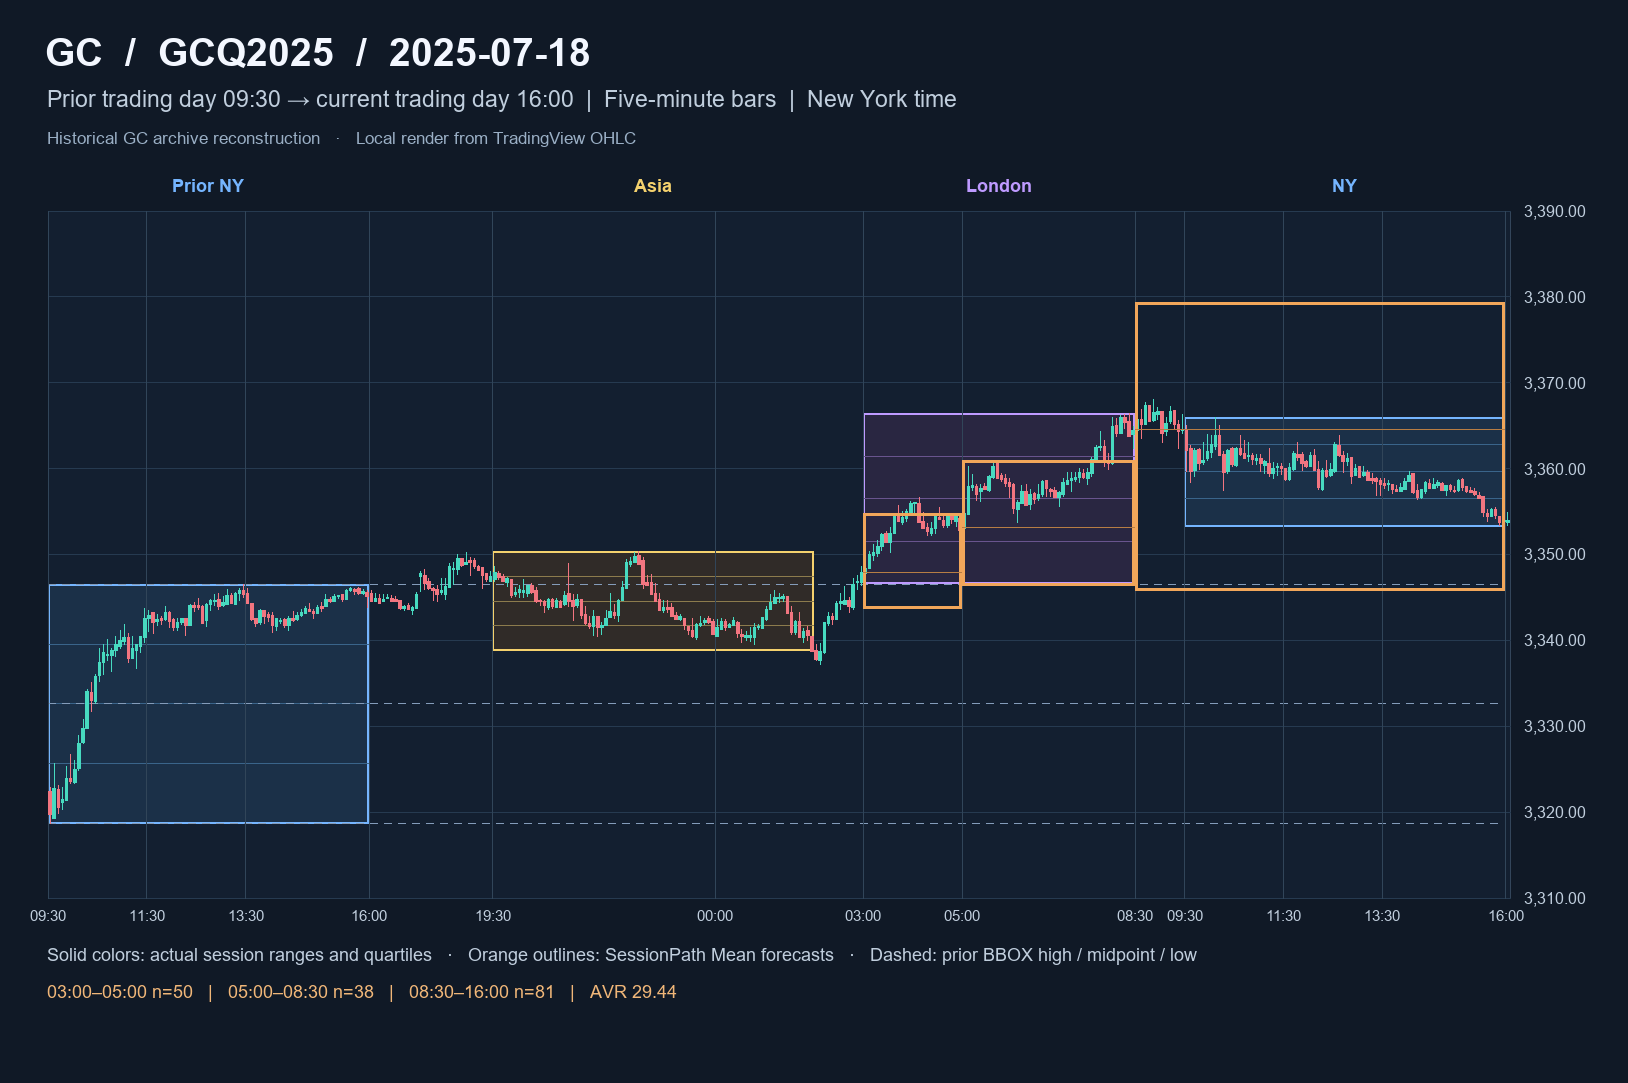 GC / GCQ2025 / 2025-07-18
Prior trading day 09:30 → current trading day 16:00 | Five-minute bars | New York time
Historical GC archive reconstruction · Local render from TradingView OHLC
Prior NY Asia London NY
3,390.00
3,380.00
3,370.00
3,360.00
3,350.00
3,340.00
3,330.00
3,320.00
3,310.00
09:30 11:30 13:30 16:00 19:30 00:00 03:00 05:00 08:30 09:30 11:30 13:30 16:00
Solid colors: actual session ranges and quartiles · Orange outlines: SessionPath Mean forecasts · Dashed: prior BBOX high / midpoint / low
03:00–05:00 n=50 | 05:00–08:30 n=38 | 08:30–16:00 n=81 | AVR 29.44